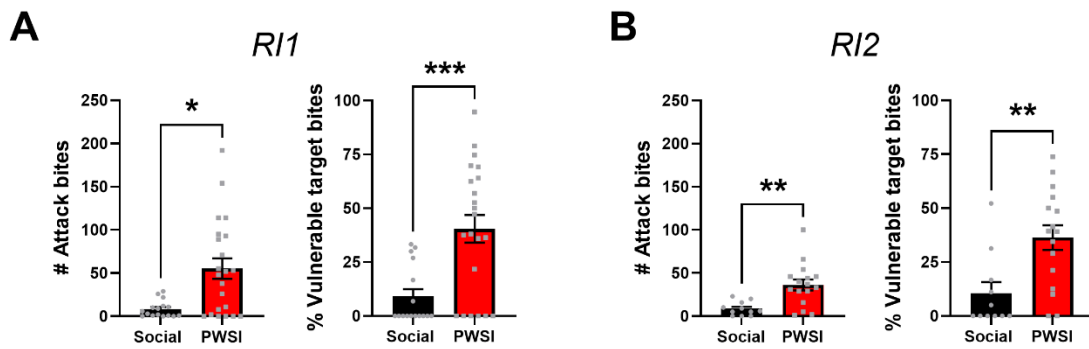 A
RI1
# Attack bites
250
200
150
100
50
0
*
Social
PWSI
% Vulnerable target bites
100
75
50
25
0
***
Social
PWSI
B
RI2
# Attack bites
250
200
150
100
50
0
**
Social
PWSI
% Vulnerable target bites
100
75
50
25
0
**
Social
PWSI